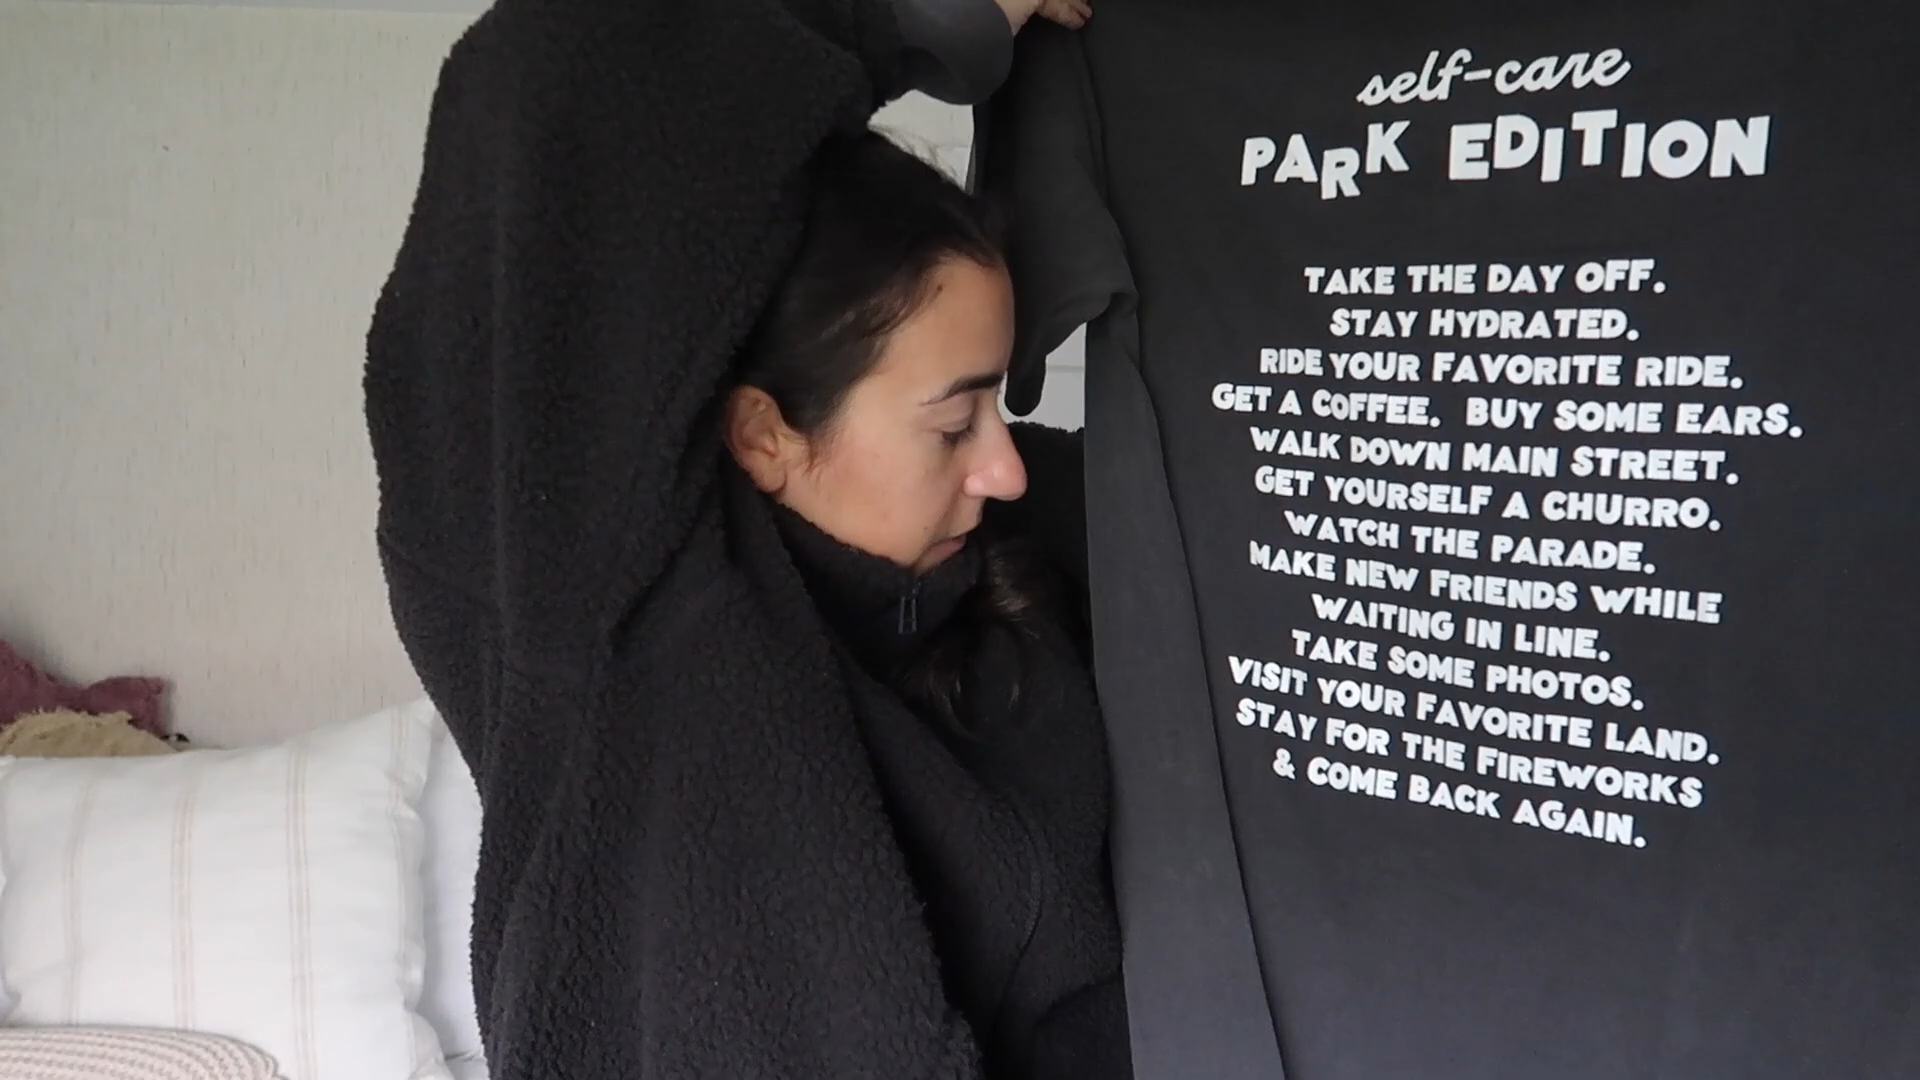 self-care
PARK EDITION
TAKE THE DAY OFF.
STAY HYDRATED.
RIDE YOUR FAVORITE RIDE.
GET A COFFEE. BUY SOME EARS.
WALK DOWN MAIN STREET.
GET YOURSELF A CHURRO.
WATCH THE PARADE.
MAKE NEW FRIENDS WHILE
WAITING IN LINE.
TAKE SOME PHOTOS.
VISIT YOUR FAVORITE LAND.
STAY FOR THE FIREWORKS
& COME BACK AGAIN.